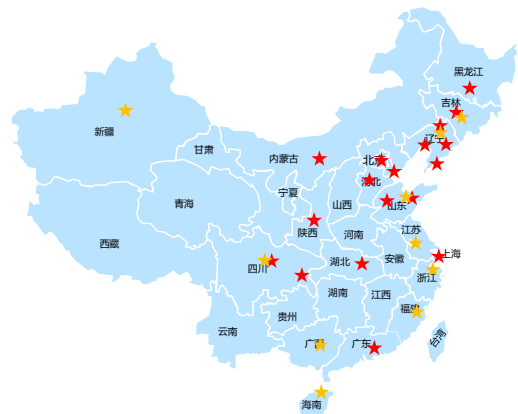 黑龙江
吉林
辽宁
新疆
甘肃
内蒙古
北京
河北
宁夏
山西
青海
山东
陕西
河南
江苏
西藏
上海
四川
湖北
安徽
浙江
湖南
江西
贵州
福建
云南
广西
广东
台湾
海南